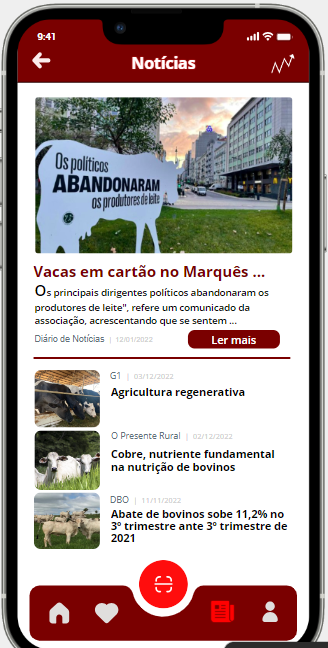 9:41
Notícias
Os políticos
ABANDONARAM
os produtores de leite
Vacas em cartão no Marquês ...
Os principais dirigentes políticos abandonaram os
produtores de leite", refere um comunicado da
associação, acrescentando que se sentem ...
Diário de Notícias | 12/01/2022
Ler mais
G1 | 03/12/2022
Agricultura regenerativa
O Presente Rural | 02/12/2022
Cobre, nutriente fundamental
na nutrição de bovinos
DBO | 11/11/2022
Abate de bovinos sobe 11,2% no
3º trimestre ante 3º trimestre de
2021